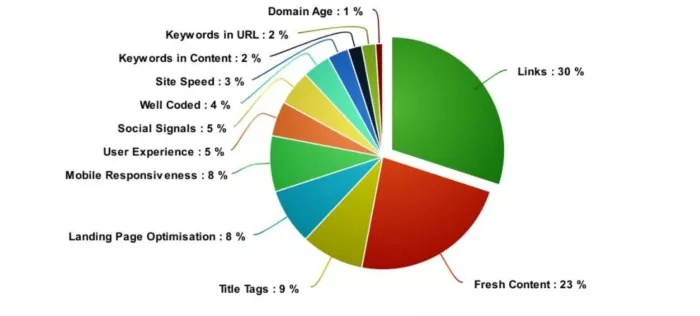 Domain Age : 1 %
Keywords in URL : 2 %
Keywords in Content : 2 %
Site Speed : 3 %
Links : 30 %
Well Coded : 4 %
Social Signals : 5 %
User Experience : 5 %
Mobile Responsiveness : 8 %
Landing Page Optimisation : 8 %
Fresh Content : 23 %
Title Tags : 9 %